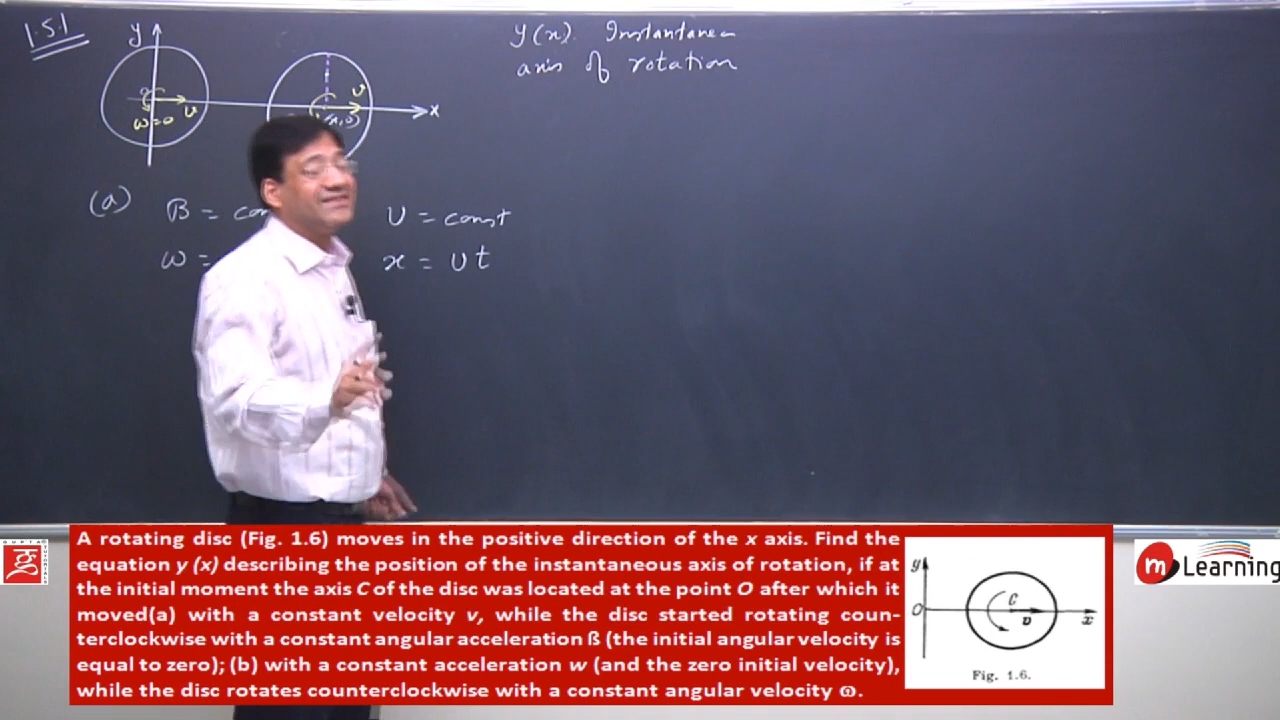 1.5.1
y
y(x). Instantanea
axis of rotation
v
ω=0
v
(x,0)
x
(a) β = con
v = const
ω =
x = vt
A rotating disc (Fig. 1.6) moves in the positive direction of the x axis. Find the
equation y (x) describing the position of the instantaneous axis of rotation, if at
the initial moment the axis C of the disc was located at the point O after which it
moved(a) with a constant velocity v, while the disc started rotating coun-
terclockwise with a constant angular acceleration ß (the initial angular velocity is
equal to zero); (b) with a constant acceleration w (and the zero initial velocity),
while the disc rotates counterclockwise with a constant angular velocity ω.
y
O
C
v
x
Fig. 1.6.
GUPTA
TUTORIALS
m Learning